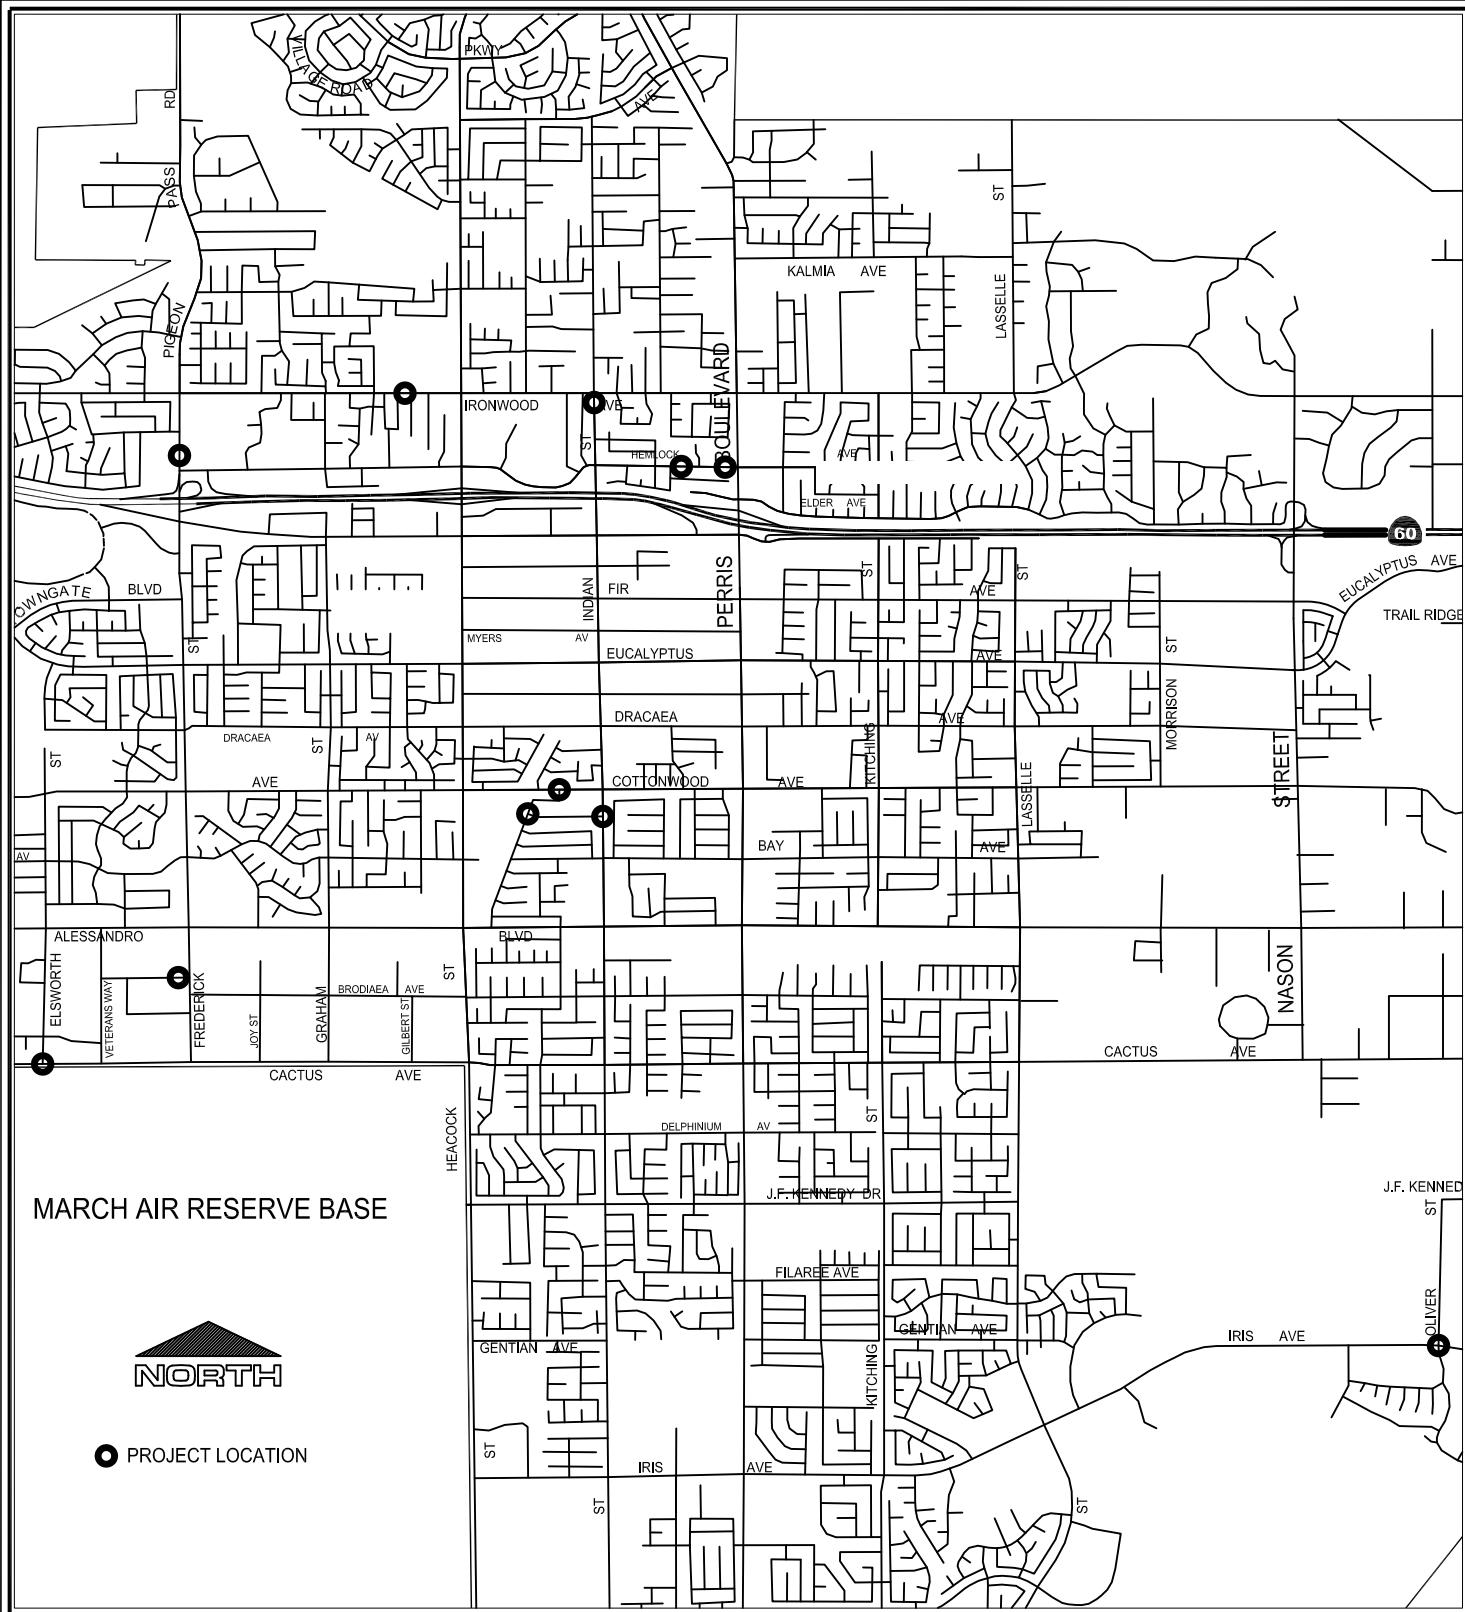 PKWY
VILLAGE ROAD
AVE
PIGEON PASS RD
ST
KALMIA AVE
LASSELLE
IRONWOOD AVE
PERRIS BOULEVARD
ST
HEMLOCK AVE
ELDER AVE
60
OWNGATE BLVD
INDIAN
FIR AVE
ST
ST
EUCALYPTUS AVE
TRAIL RIDGE
MYERS AV
ST
EUCALYPTUS AVE
ST
DRACAEA AVE
DRACAEA AV
ST
MORRISON
ST
AVE
COTTONWOOD AVE
KITCHING
LASSELLE
STREET
AV
BAY AVE
ALESSANDRO BLVD
ELSWORTH
VETERANS WAY
FREDERICK
JOY ST
GRAHAM
BRODIAEA AVE
GILBERT ST
ST
NASON
CACTUS AVE
CACTUS AVE
HEACOCK
DELPHINIUM AV
ST
MARCH AIR RESERVE BASE
J.F. KENNEDY DR
J.F. KENNED
ST
FILAREE AVE
OLIVER
GENTIAN AVE
GENTIAN AVE
IRIS AVE
NORTH
KITCHING
PROJECT LOCATION
ST
IRIS AVE
ST
ST